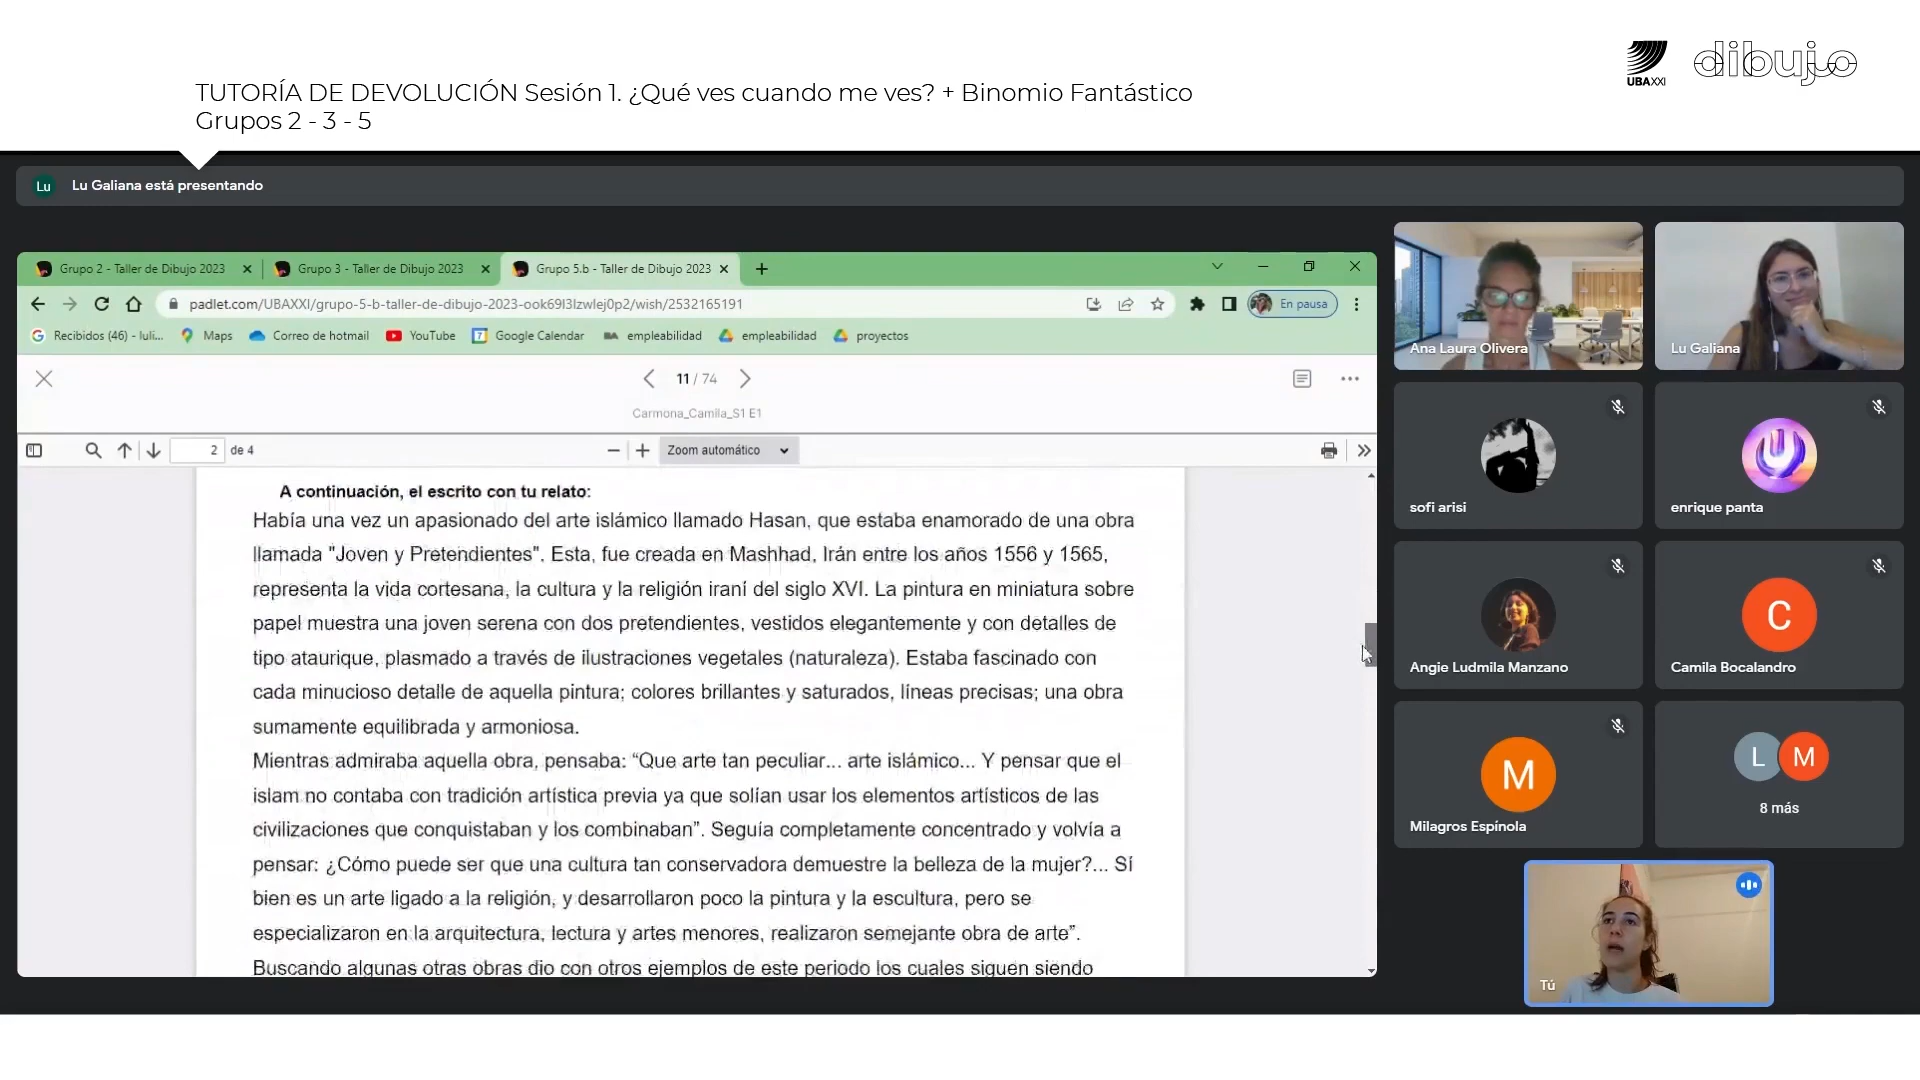 UBAXXI
dibujo
TUTORÍA DE DEVOLUCIÓN Sesión 1. ¿Qué ves cuando me ves? + Binomio Fantástico
Grupos 2 - 3 - 5
Lu
Lu Galiana está presentando
Grupo 2 - Taller de Dibujo 2023
Grupo 3 - Taller de Dibujo 2023
Grupo 5.b - Taller de Dibujo 2023
padlet.com/UBAXXI/grupo-5-b-taller-de-dibujo-2023-ook69l3lzwlej0p2/wish/2532165191
En pausa
Recibidos (46) - luli...
Maps
Correo de hotmail
YouTube
7
Google Calendar
BA
empleabilidad
empleabilidad
proyectos
11 / 74
Carmona_Camila_S1 E1
2 de 4
Zoom automático
A continuación, el escrito con tu relato:
Había una vez un apasionado del arte islámico llamado Hasan, que estaba enamorado de una obra
llamada "Joven y Pretendientes". Esta, fue creada en Mashhad, Irán entre los años 1556 y 1565,
representa la vida cortesana, la cultura y la religión iraní del siglo XVI. La pintura en miniatura sobre
papel muestra una joven serena con dos pretendientes, vestidos elegantemente y con detalles de
tipo ataurique, plasmado a través de ilustraciones vegetales (naturaleza). Estaba fascinado con
cada minucioso detalle de aquella pintura; colores brillantes y saturados, líneas precisas; una obra
sumamente equilibrada y armoniosa.
Mientras admiraba aquella obra, pensaba: “Que arte tan peculiar... arte islámico... Y pensar que el
islam no contaba con tradición artística previa ya que solían usar los elementos artísticos de las
civilizaciones que conquistaban y los combinaban”. Seguía completamente concentrado y volvía a
pensar: ¿Cómo puede ser que una cultura tan conservadora demuestre la belleza de la mujer?... Sí
bien es un arte ligado a la religión, y desarrollaron poco la pintura y la escultura, pero se
especializaron en la arquitectura, lectura y artes menores, realizaron semejante obra de arte”.
Buscando algunas otras obras dio con otros ejemplos de este periodo los cuales siguen siendo
Ana Laura Olivera
Lu Galiana
sofi arisi
enrique panta
Angie Ludmila Manzano
C
Camila Bocalandro
M
Milagros Espínola
L
M
8 más
Tú